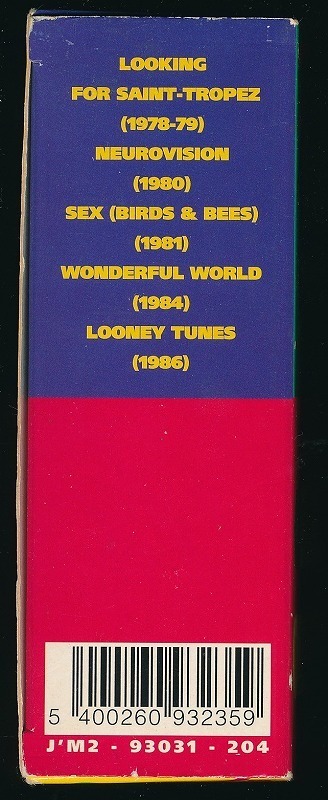 LOOKING
FOR SAINT-TROPEZ
(1978-79)
NEUROVISION
(1980)
SEX (BIRDS & BEES)
(1981)
WONDERFUL WORLD
(1984)
LOONEY TUNES
(1986)
5 400260 932359
J'M2 - 93031 - 204